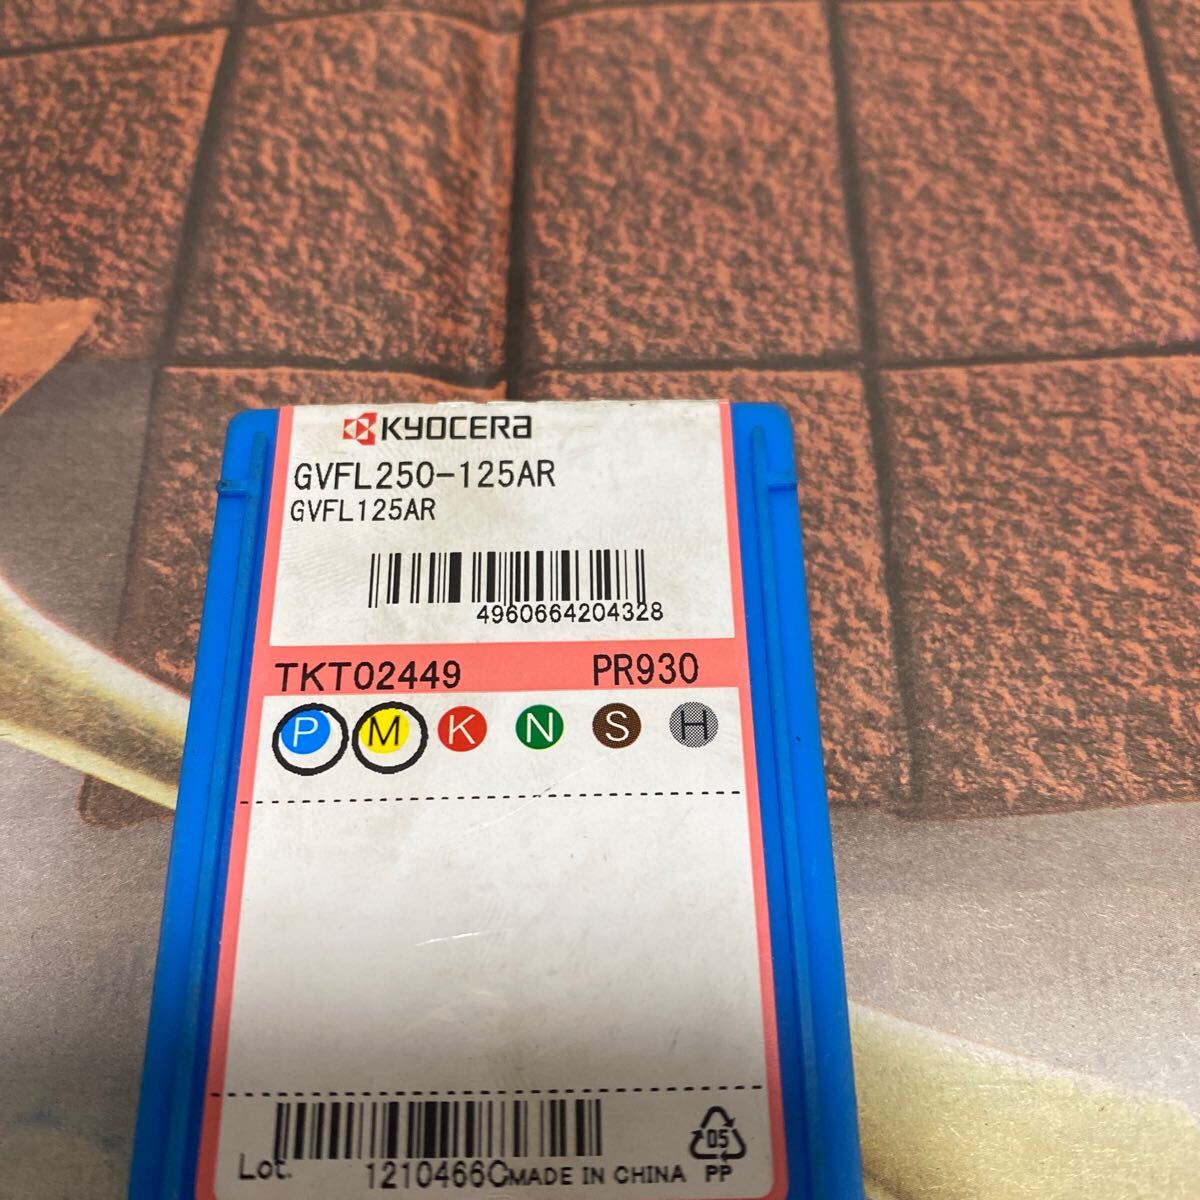 KYOCERA
GVFL250-125AR
GVFL125AR
4960664204328
TKT02449 PR930
P M K N S H
Lot. 1210466C MADE IN CHINA
05
PP